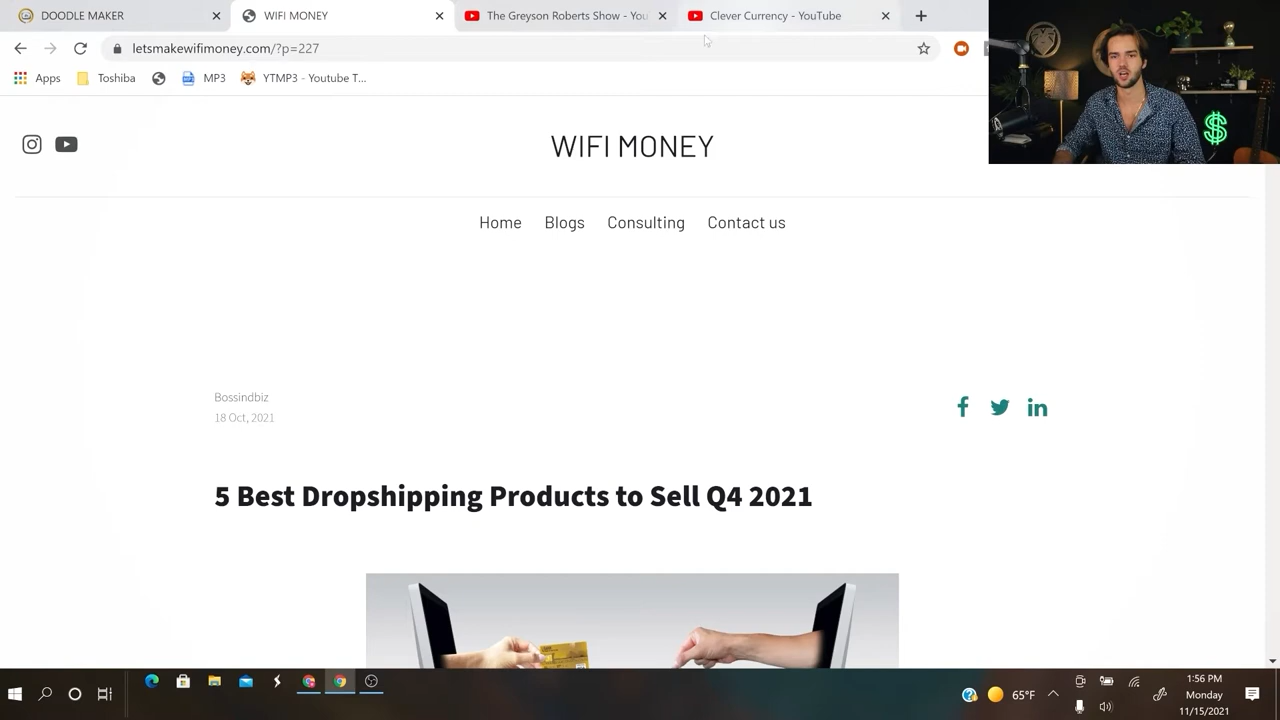 DOODLE MAKER
WIFI MONEY
The Greyson Roberts Show - You
Clever Currency - YouTube
letsmakewifimoney.com/?p=227
Apps
Toshiba
MP3
YTMP3 - Youtube T...
WIFI MONEY
Home
Blogs
Consulting
Contact us
Bossindbiz
18 Oct, 2021
5 Best Dropshipping Products to Sell Q4 2021
65°F
1:56 PM
Monday
11/15/2021